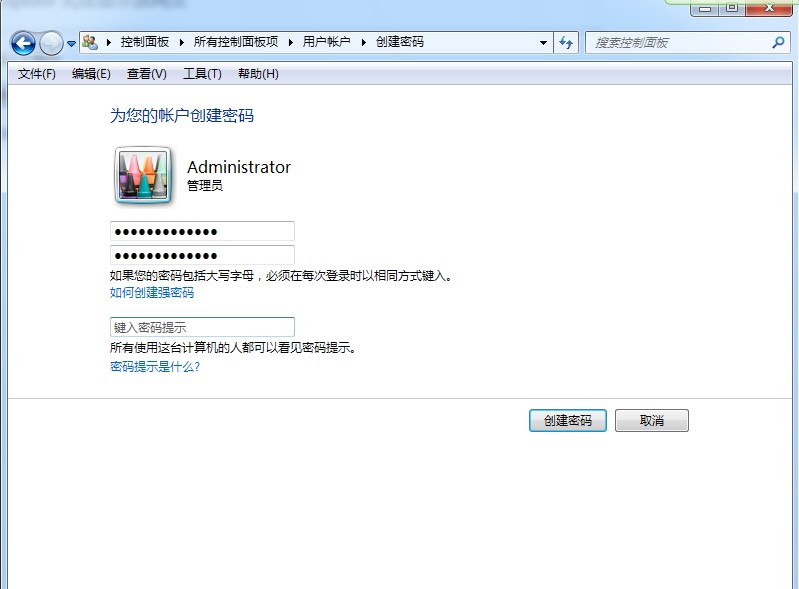 控制面板 ▸ 所有控制面板项 ▸ 用户帐户 ▸ 创建密码
搜索控制面板
文件(F) 编辑(E) 查看(V) 工具(T) 帮助(H)
为您的帐户创建密码
Administrator
管理员
●●●●●●●●●●●●●
●●●●●●●●●●●●●
如果您的密码包括大写字母，必须在每次登录时以相同方式键入。
如何创建强密码
键入密码提示
所有使用这台计算机的人都可以看见密码提示。
密码提示是什么?
创建密码 取消